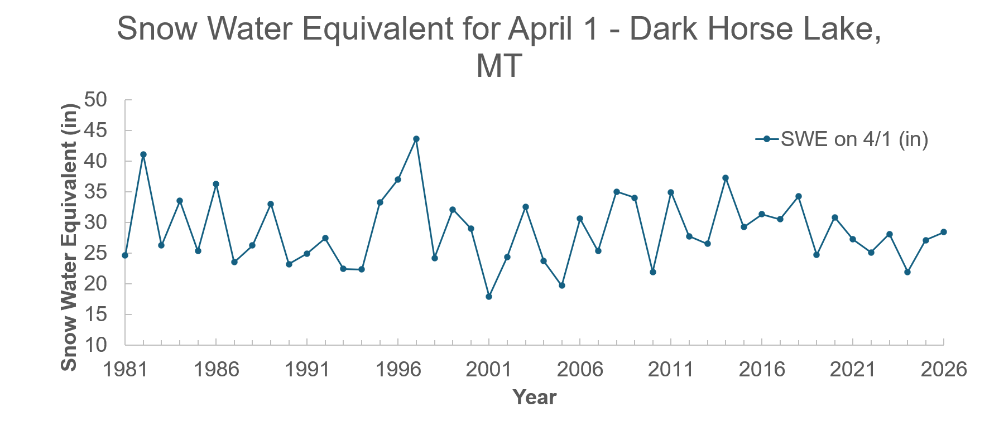 Snow Water Equivalent for April 1 - Dark Horse Lake,
MT
Snow Water Equivalent (in)
50
45
40
35
30
25
20
15
10
SWE on 4/1 (in)
1981 1986 1991 1996 2001 2006 2011 2016 2021 2026
Year